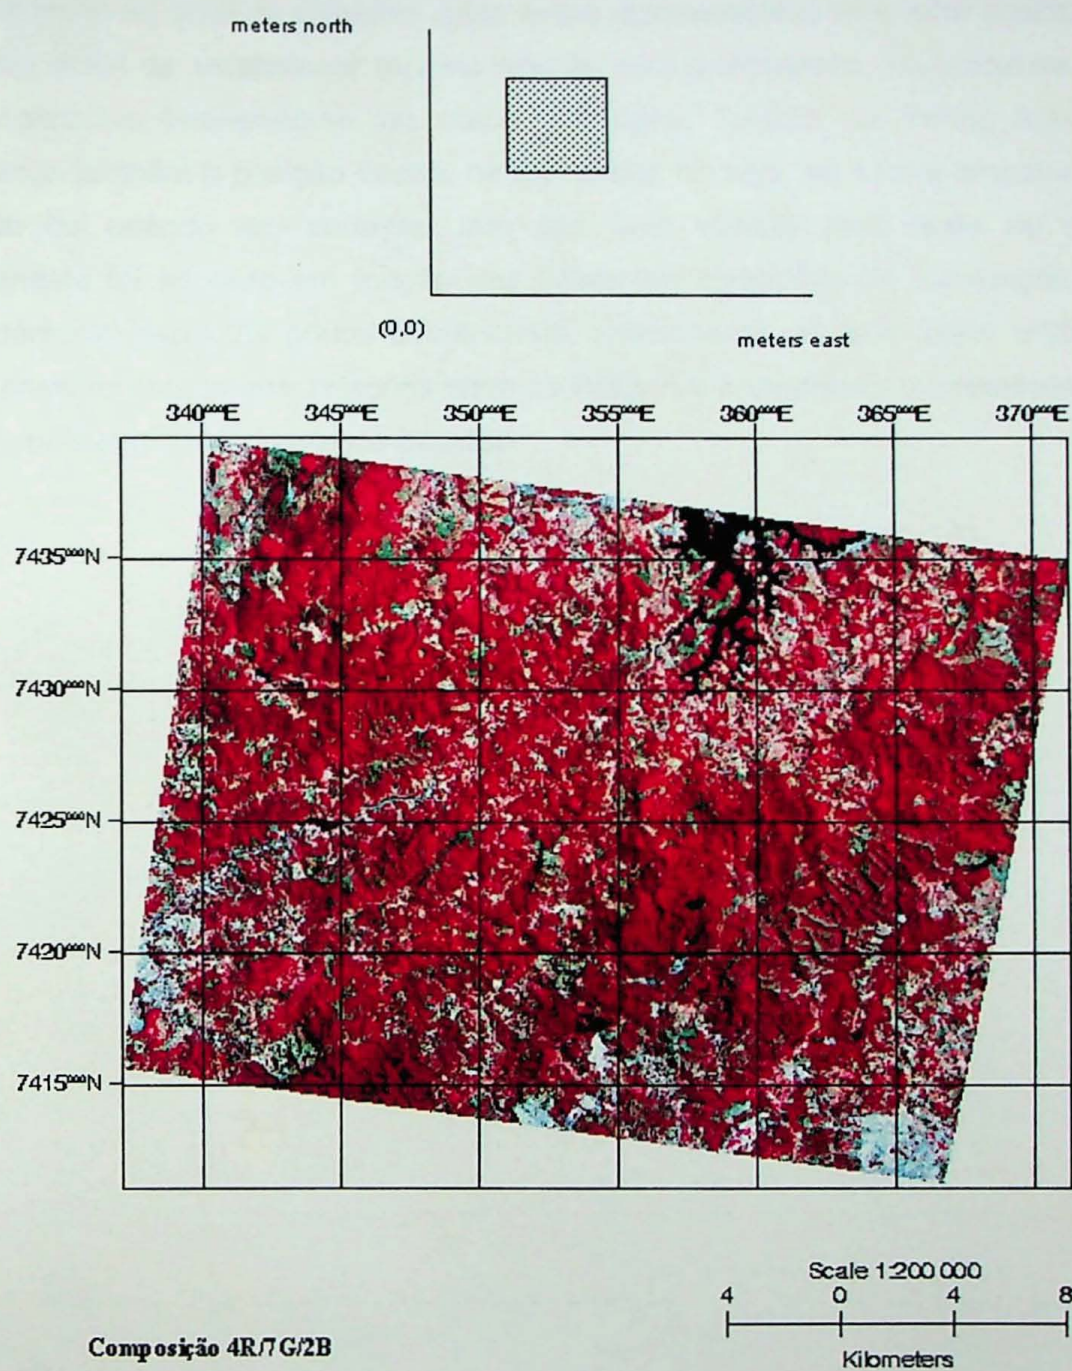 meters north
(0,0)
meters east
340⁰⁰⁰E 345⁰⁰⁰E 350⁰⁰⁰E 355⁰⁰⁰E 360⁰⁰⁰E 365⁰⁰⁰E 370⁰⁰⁰E
7435⁰⁰⁰N
7430⁰⁰⁰N
7425⁰⁰⁰N
7420⁰⁰⁰N
7415⁰⁰⁰N
Scale 1:200 000
4 0 4 8
Kilometers
Composição 4R/7G/2B